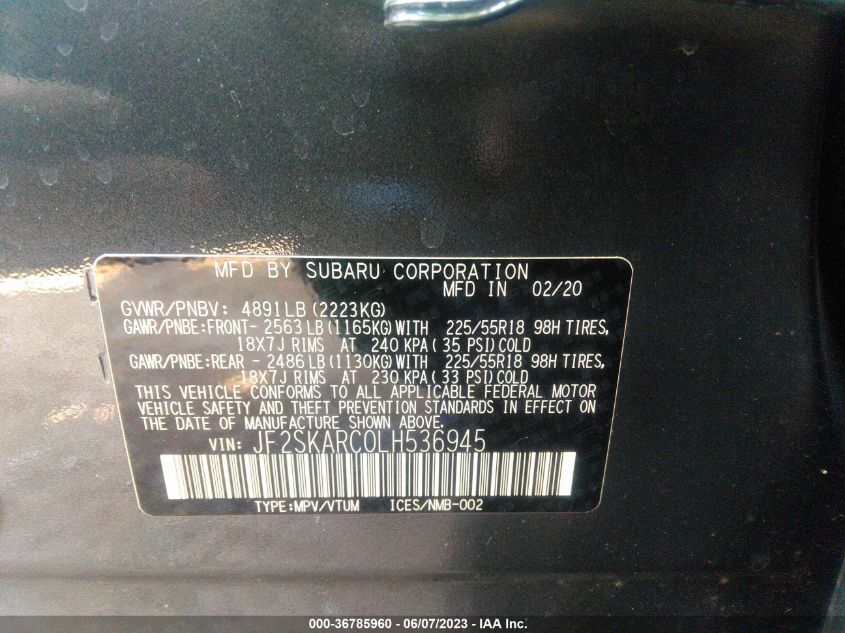 MFD BY SUBARU CORPORATION
MFD IN 02/20
GVWR/PNBV: 4891LB (2223KG)
GAWR/PNBE:FRONT- 2563 LB(1165KG)WITH 225/55R18 98H TIRES,
18X7J RIMS AT 240 KPA( 35 PSI)COLD
GAWR/PNBE:REAR - 2486 LB(1130KG)WITH 225/55R18 98H TIRES,
18X7J RIMS AT 230 KPA( 33 PSI)COLD
THIS VEHICLE CONFORMS TO ALL APPLICABLE FEDERAL MOTOR
VEHICLE SAFETY AND THEFT PREVENTION STANDARDS IN EFFECT ON
THE DATE OF MANUFACTURE SHOWN ABOVE.
VIN: JF2SKARC0LH536945
TYPE:MPV/VTUM ICES/NMB-002
000-36785960 - 06/07/2023 - IAA Inc.